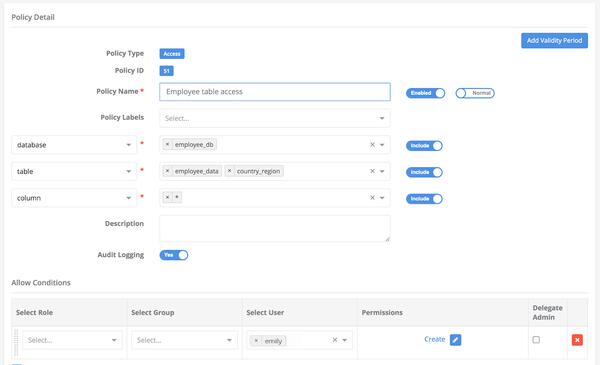 Policy Detail
Add Validity Period
Policy Type Access
Policy ID 51
Policy Name * Employee table access Enabled Normal
Policy Labels Select...
database * × employee_db × Include
table * × employee_data × country_region × Include
column * × * × Include
Description
Audit Logging Yes
Allow Conditions
Select Role Select Group Select User Permissions Delegate Admin
Select... Select... × emily × Create ×